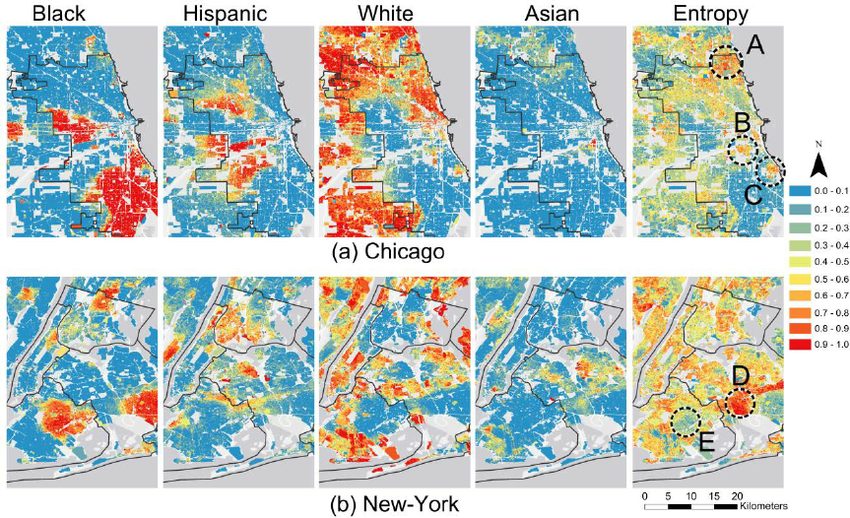 Black Hispanic White Asian Entropy
A
B
C
N
0.0 - 0.1
0.1 - 0.2
0.2 - 0.3
0.3 - 0.4
0.4 - 0.5
0.5 - 0.6
0.6 - 0.7
0.7 - 0.8
0.8 - 0.9
0.9 - 1.0
(a) Chicago
D
E
(b) New-York
0 5 10 15 20
Kilometers